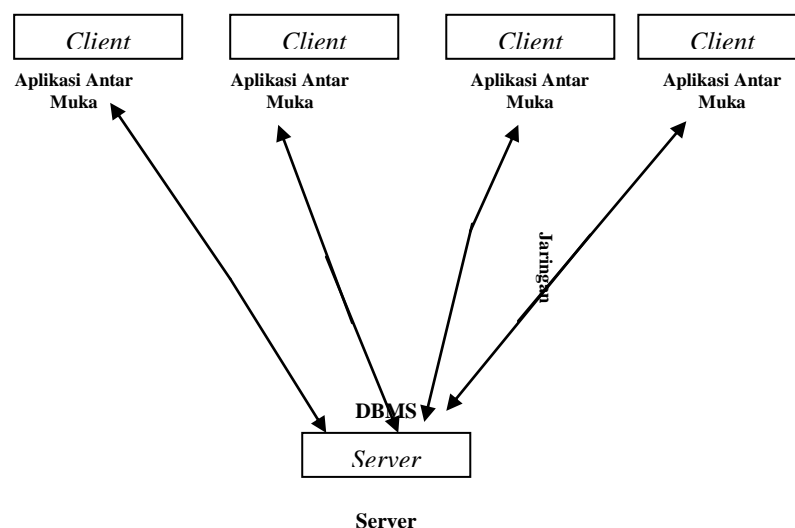 Client Client Client Client
Aplikasi Antar Muka
Aplikasi Antar Muka
Aplikasi Antar Muka
Aplikasi Antar Muka
Jaringan
DBMS
Server
Server